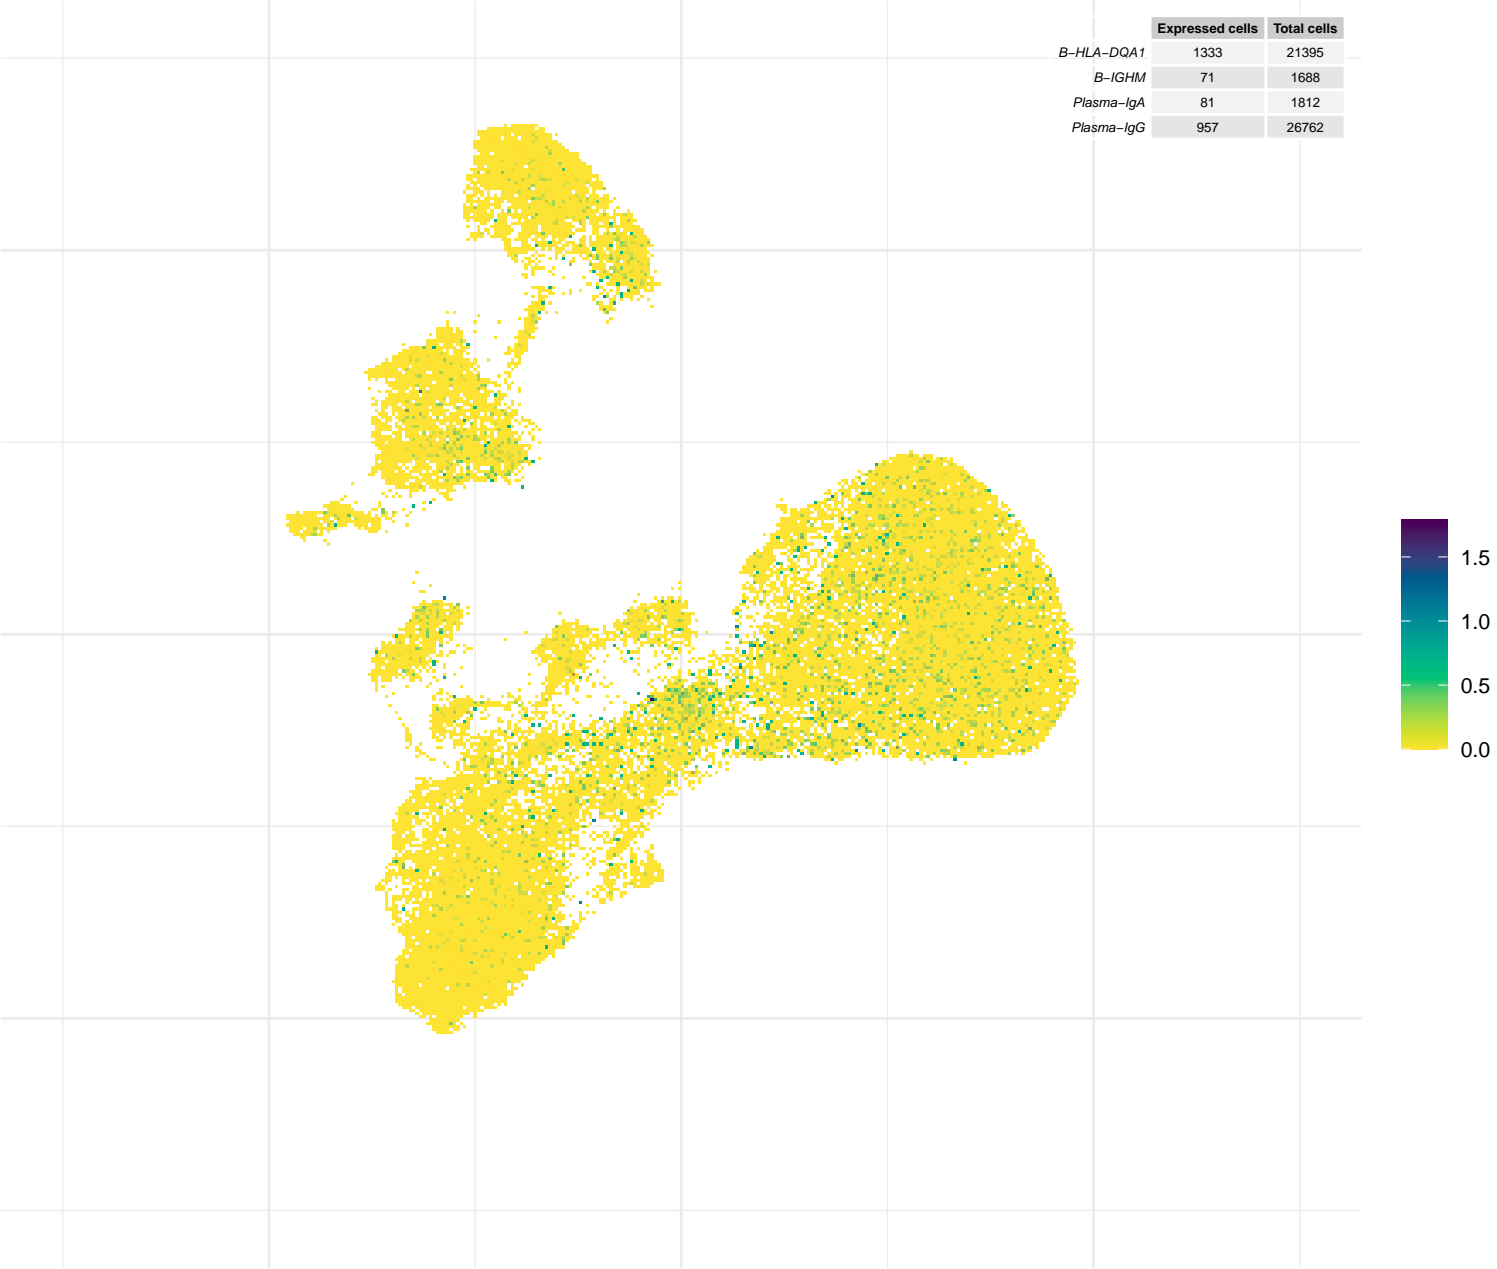 Expressed cells Total cells
B−HLA−DQA1 1333 21395
B−IGHM 71 1688
Plasma−IgA 81 1812
Plasma−IgG 957 26762
1.5
1.0
0.5
0.0